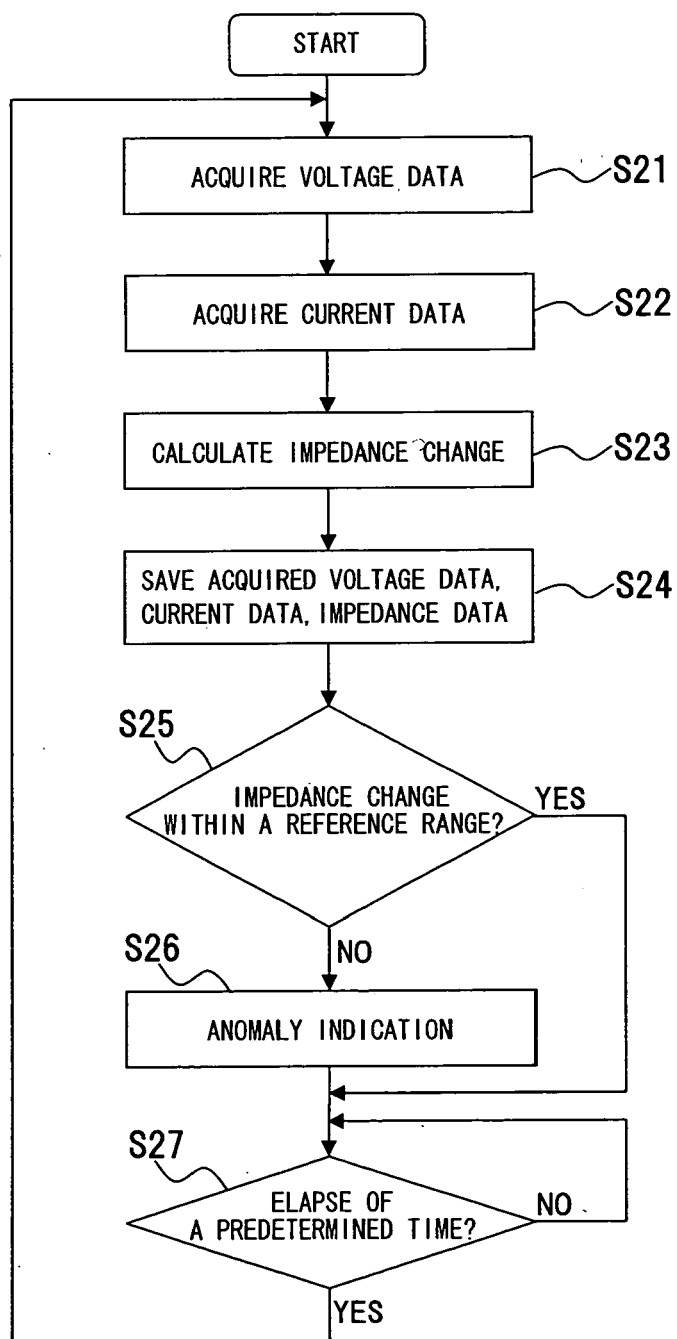 START
ACQUIRE VOLTAGE DATA
S21
ACQUIRE CURRENT DATA
S22
CALCULATE IMPEDANCE CHANGE
S23
SAVE ACQUIRED VOLTAGE DATA,
CURRENT DATA, IMPEDANCE DATA
S24
S25
IMPEDANCE CHANGE
WITHIN A REFERENCE RANGE?
YES
NO
S26
ANOMALY INDICATION
S27
ELAPSE OF
A PREDETERMINED TIME?
NO
YES